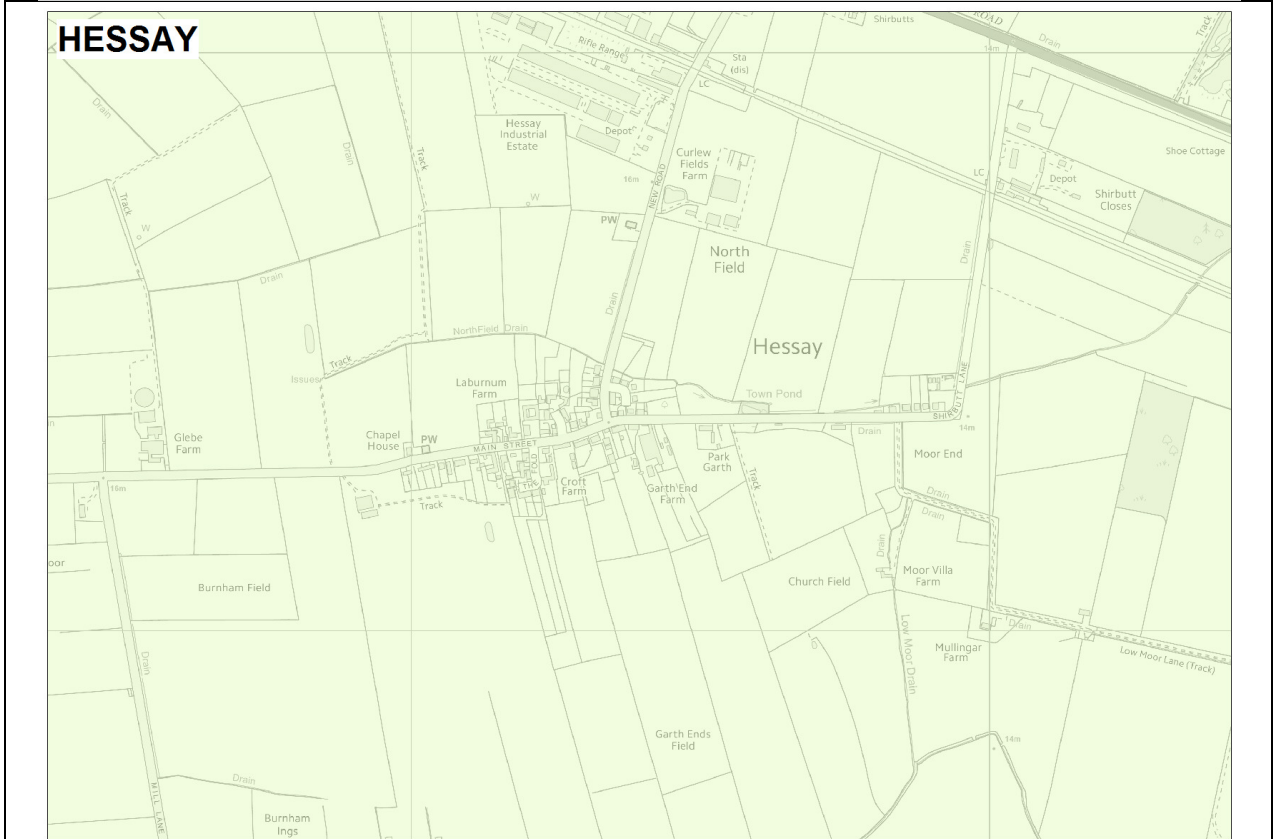 HESSAY
Shirbutts
ROAD
Drain
Track
14m
Rifle Range
Sta
(dis)
LC
Drain
Hessay
Industrial
Estate
Depot
Drain
Track
Curlew
Fields
Farm
16m
NEW ROAD
Shoe Cottage
LC
Depot
Shirbutt
Closes
Track
W
W
PW
North
Field
Drain
Drain
Drain
NorthField Drain
Hessay
Track
Issues
Laburnum
Farm
Town Pond
SHIRBUTT LANE
14m
Drain
Glebe
Farm
Chapel
House
PW
MAIN STREET
THE FOLD
Croft
Farm
Garth End
Farm
Park
Garth
Track
Moor End
16m
Track
Drain
Drain
Drain
oor
Burnham Field
Church Field
Moor Villa
Farm
Drain
Drain
Low Moor Drain
Mullingar
Farm
Low Moor Lane (Track)
Garth Ends
Field
14m
Drain
MILL LANE
Burnham
Ings